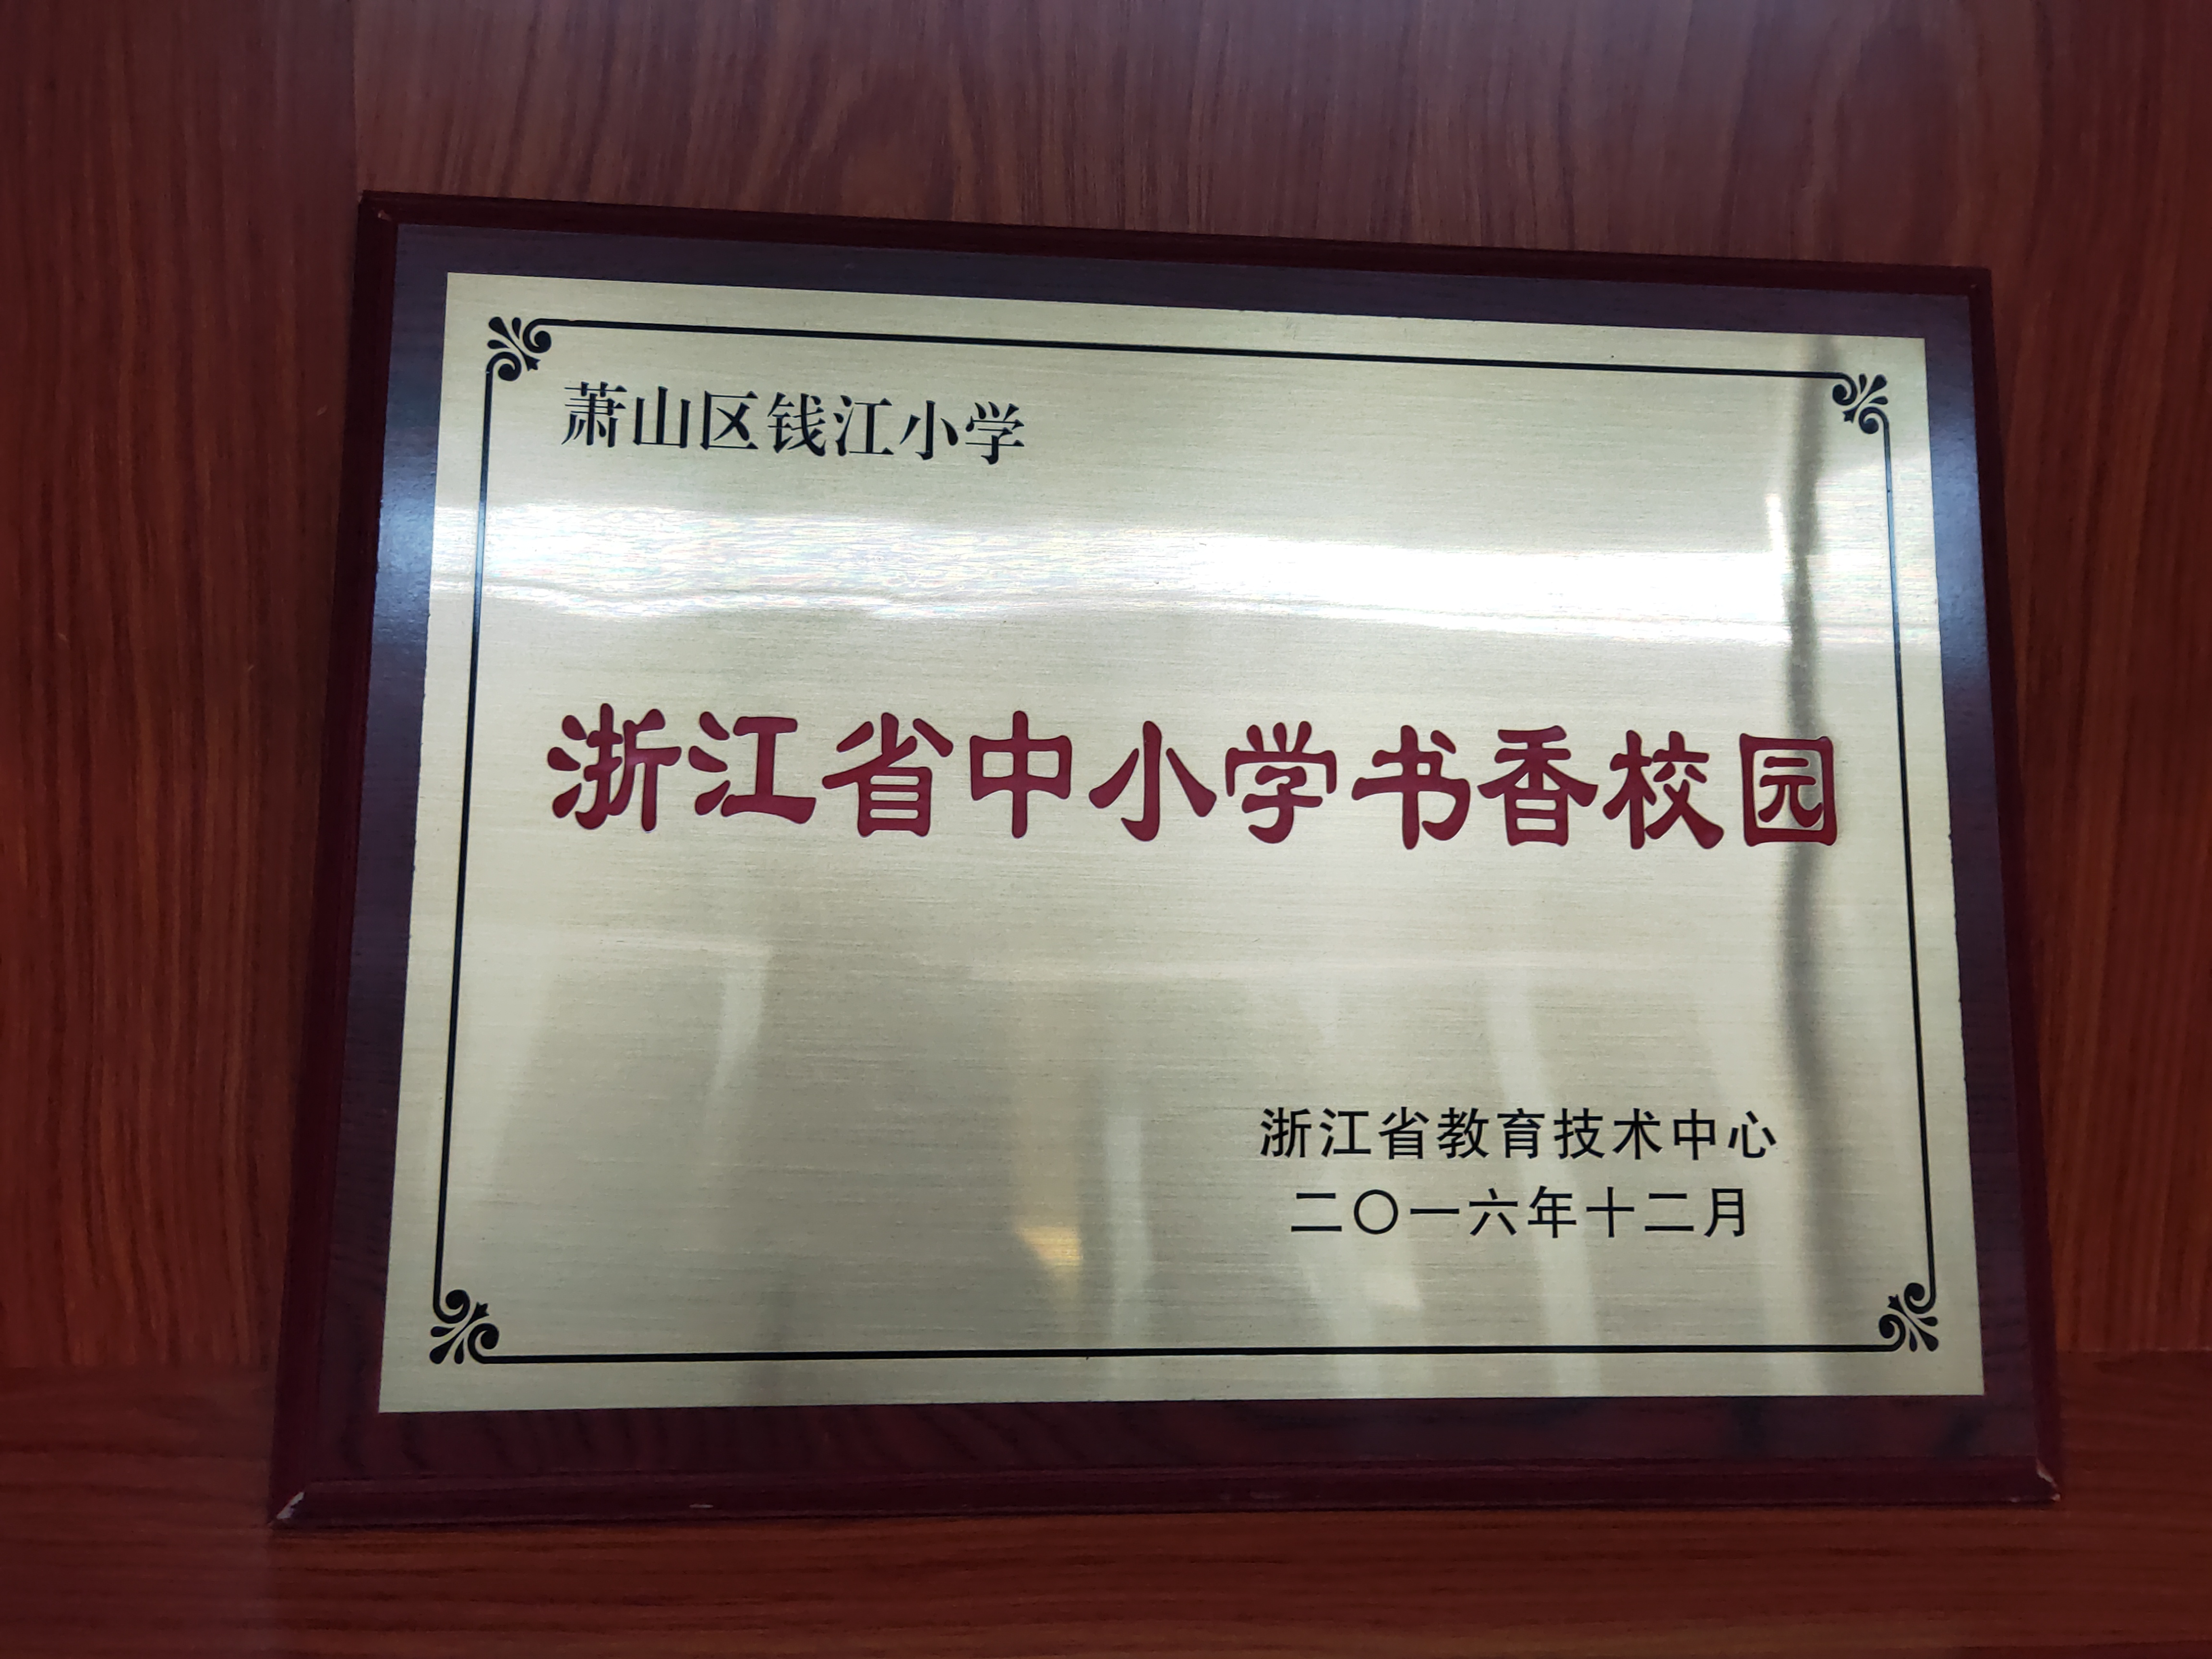 萧山区钱江小学
浙江省中小学书香校园
浙江省教育技术中心
二〇一六年十二月